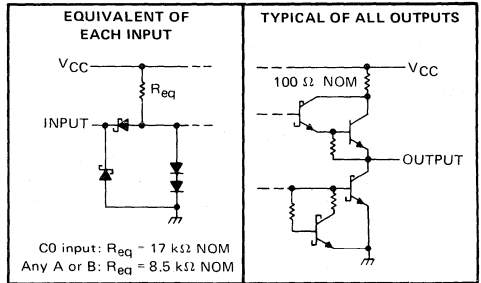 EQUIVALENT OF
EACH INPUT
VCC
Req
INPUT
C0 input: Req = 17 kΩ NOM
Any A or B: Req = 8.5 kΩ NOM
TYPICAL OF ALL OUTPUTS
VCC
100 Ω NOM
OUTPUT